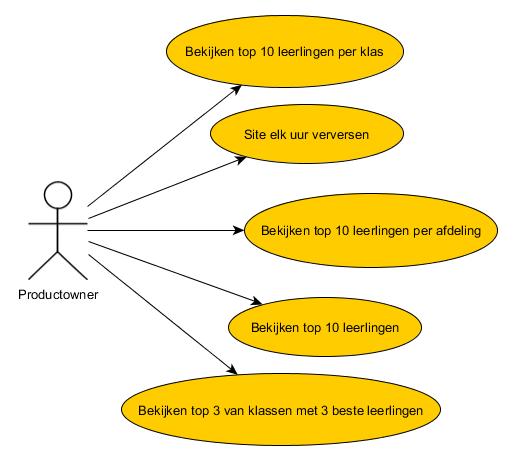 Bekijken top 10 leerlingen per klas
Site elk uur verversen
Bekijken top 10 leerlingen per afdeling
Productowner
Bekijken top 10 leerlingen
Bekijken top 3 van klassen met 3 beste leerlingen